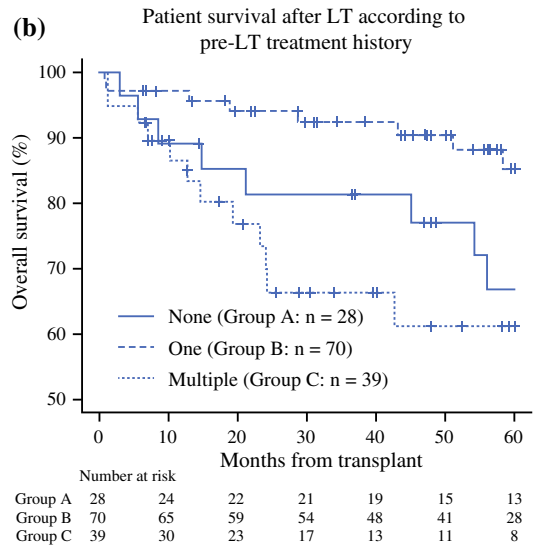 (b)
Patient survival after LT according to
pre-LT treatment history
Overall survival (%)
100
90
80
70
60
50
None (Group A: n = 28)
One (Group B: n = 70)
Multiple (Group C: n = 39)
0 10 20 30 40 50 60
Months from transplant
Number at risk
Group A 28 24 22 21 19 15 13
Group B 70 65 59 54 48 41 28
Group C 39 30 23 17 13 11 8